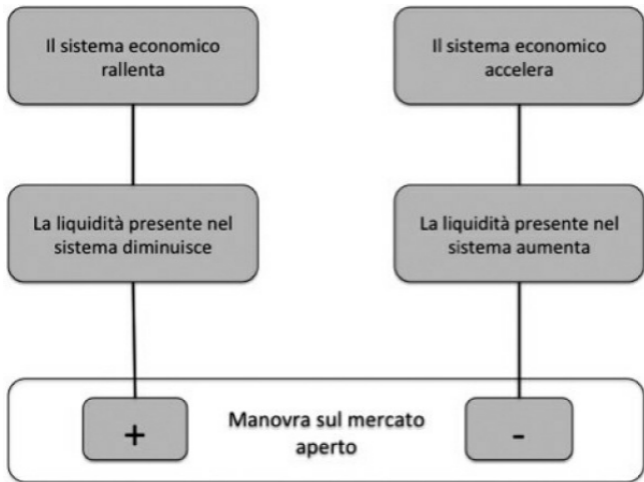 Il sistema economico
rallenta
Il sistema economico
accelera
La liquidità presente nel
sistema diminuisce
La liquidità presente nel
sistema aumenta
+
Manovra sul mercato
aperto
-